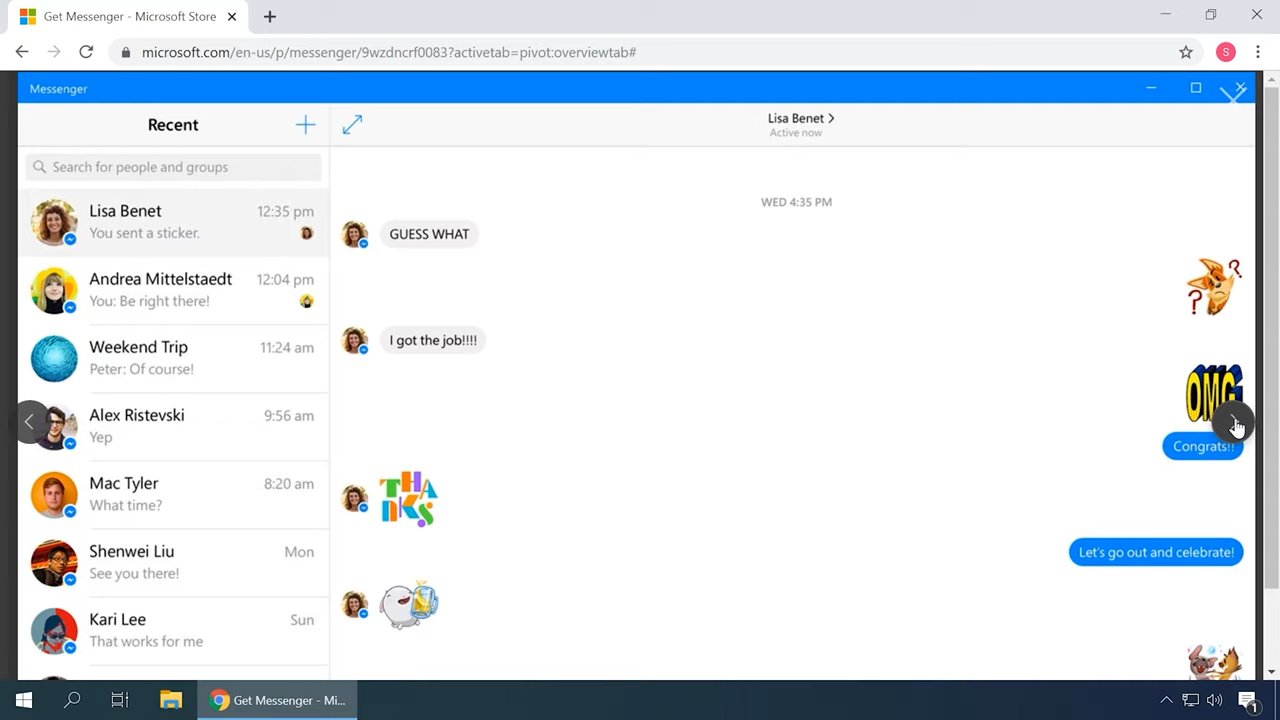 Get Messenger - Microsoft Store
microsoft.com/en-us/p/messenger/9wzdncrf0083?activetab=pivot:overviewtab#
S
Messenger
Recent
Lisa Benet
Active now
Search for people and groups
Lisa Benet 12:35 pm
You sent a sticker.
Andrea Mittelstaedt 12:04 pm
You: Be right there!
Weekend Trip 11:24 am
Peter: Of course!
Alex Ristevski 9:56 am
Yep
Mac Tyler 8:20 am
What time?
Shenwei Liu Mon
See you there!
Kari Lee Sun
That works for me
WED 4:35 PM
GUESS WHAT
? ?
I got the job!!!!
OMG
Congrats!!
THANKS
Let's go out and celebrate!
Get Messenger - Mi...
1